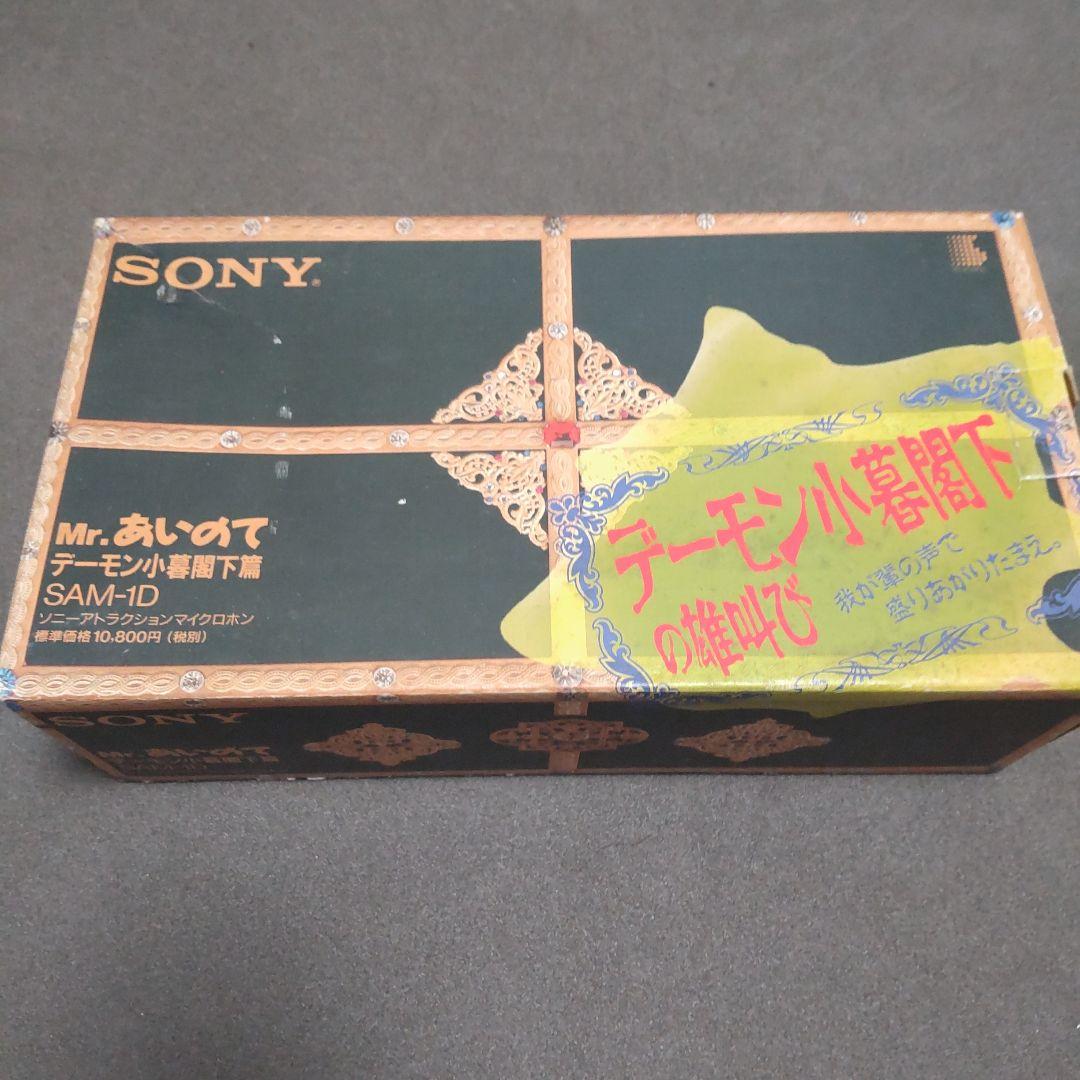 SONY®
Mr.あいのて
デーモン小暮閣下篇
SAM-1D
ソニーアトラクションマイクロホン
標準価格10,800円(税別)
デーモン小暮閣下
の雄叫び
我が輩の声で
盛りあがりたまえ。
SONY
Mr.あいのて